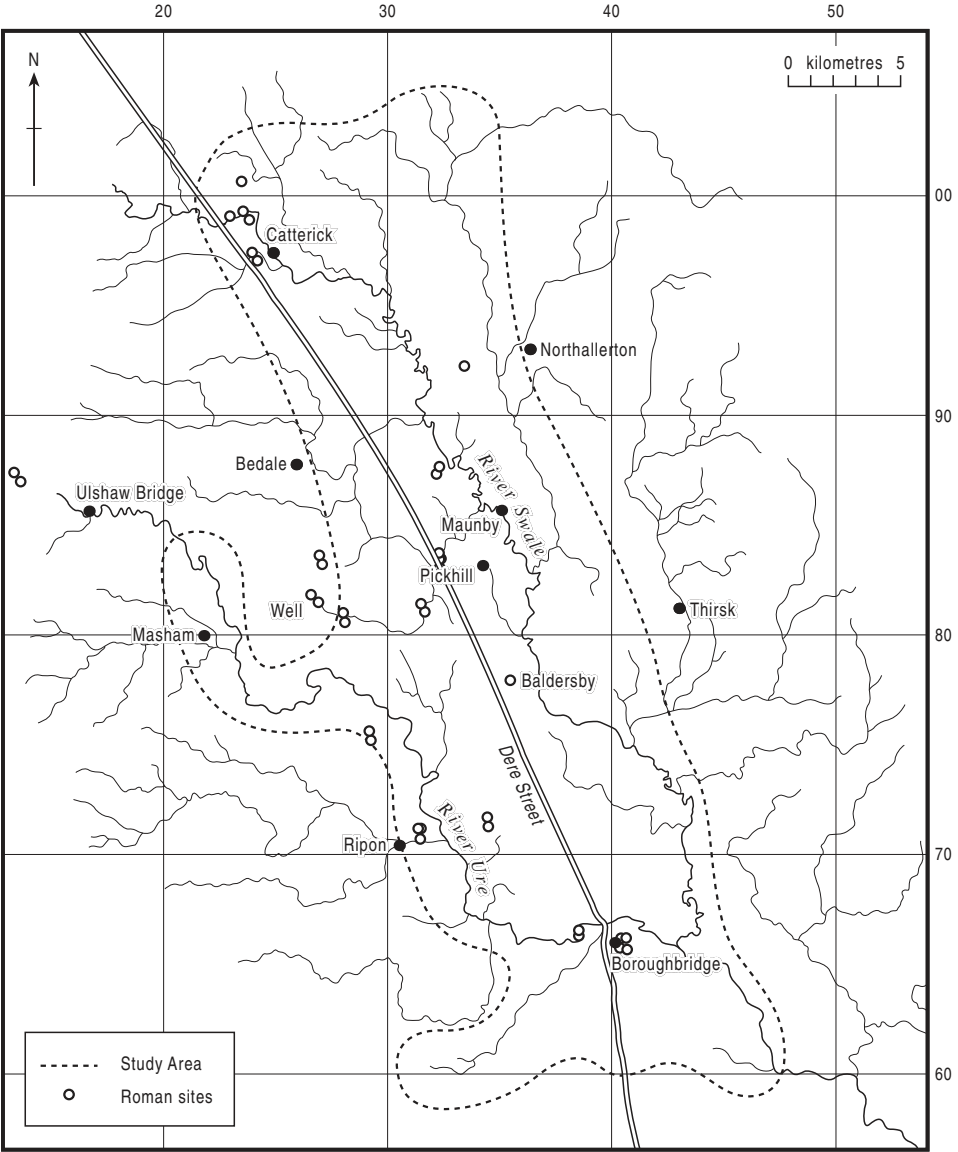 20 30 40 50
N
0 kilometres 5
00
Catterick
Northallerton
90
Bedale
River Swale
Ulshaw Bridge
Maunby
Pickhill
Well
Thirsk
Masham
80
Baldersby
Dere Street
River Ure
Ripon
70
Boroughbridge
Study Area
60
Roman sites